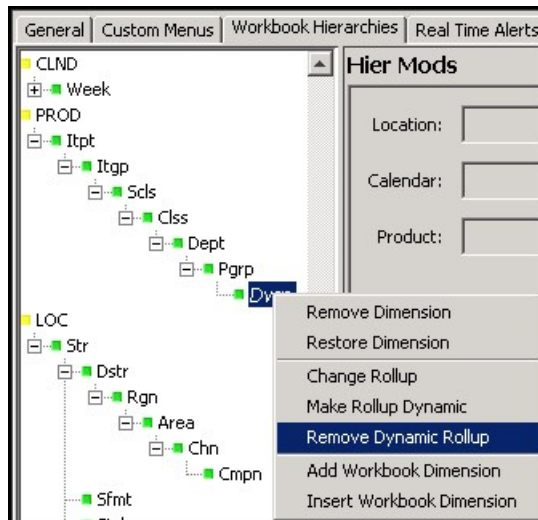 General Custom Menus Workbook Hierarchies Real Time Alerts
CLND
Week
PROD
Itpt
Itgp
Scls
Clss
Dept
Pgrp
LOC
Str
Dstr
Rgn
Area
Chn
Cmpn
Sfmt
Hier Mods
Location:
Calendar:
Product:
Remove Dimension
Restore Dimension
Change Rollup
Make Rollup Dynamic
Remove Dynamic Rollup
Add Workbook Dimension
Insert Workbook Dimension